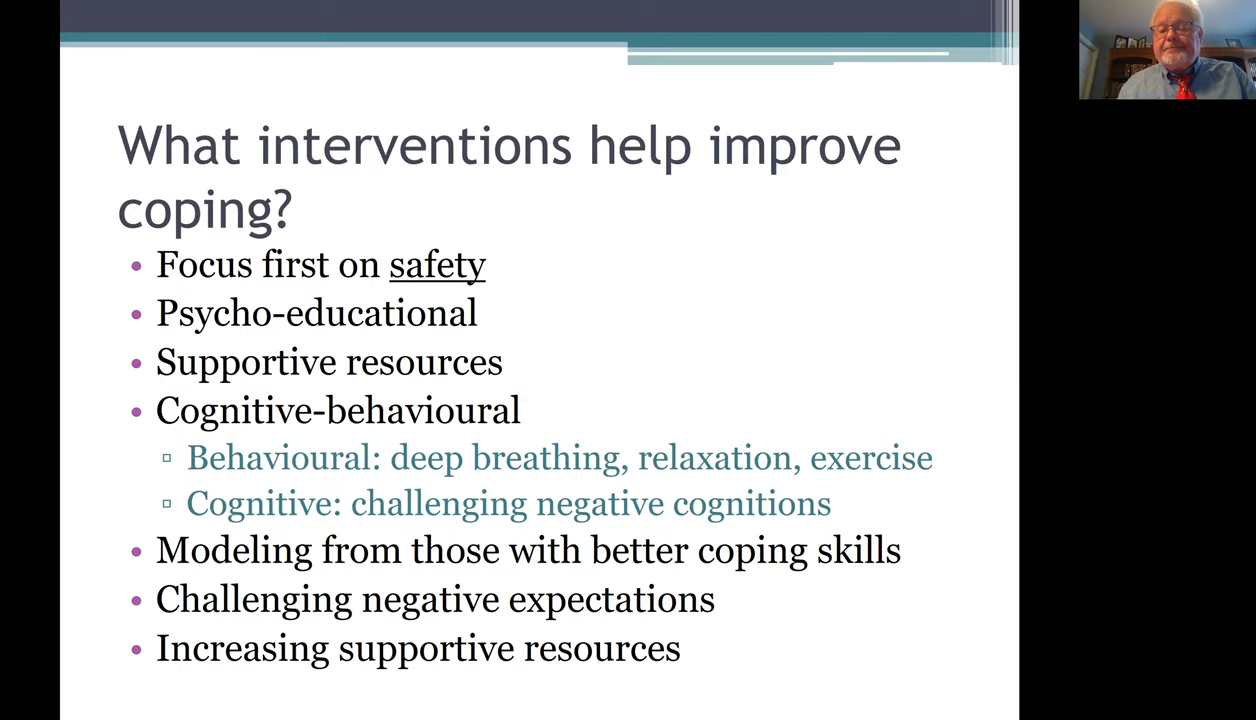 What interventions help improve
coping?
• Focus first on safety
• Psycho-educational
• Supportive resources
• Cognitive-behavioural
▫ Behavioural: deep breathing, relaxation, exercise
▫ Cognitive: challenging negative cognitions
• Modeling from those with better coping skills
• Challenging negative expectations
• Increasing supportive resources